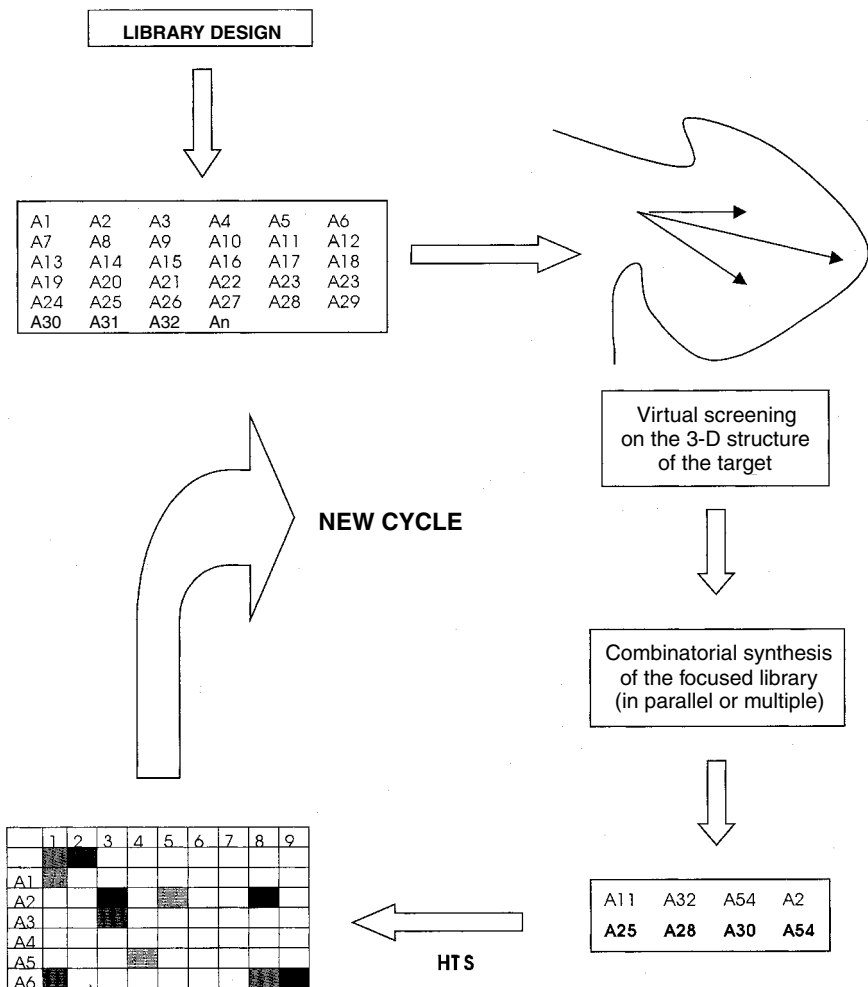 LIBRARY DESIGN
A1 A2 A3 A4 A5 A6
A7 A8 A9 A10 A11 A12
A13 A14 A15 A16 A17 A18
A19 A20 A21 A22 A23 A23
A24 A25 A26 A27 A28 A29
A30 A31 A32 An
Virtual screening
on the 3-D structure
of the target
NEW CYCLE
Combinatorial synthesis
of the focused library
(in parallel or multiple)
A11 A32 A54 A2
A25 A28 A30 A54
HTS
1 2 3 4 5 6 7 8 9
A1
A2
A3
A4
A5
A6